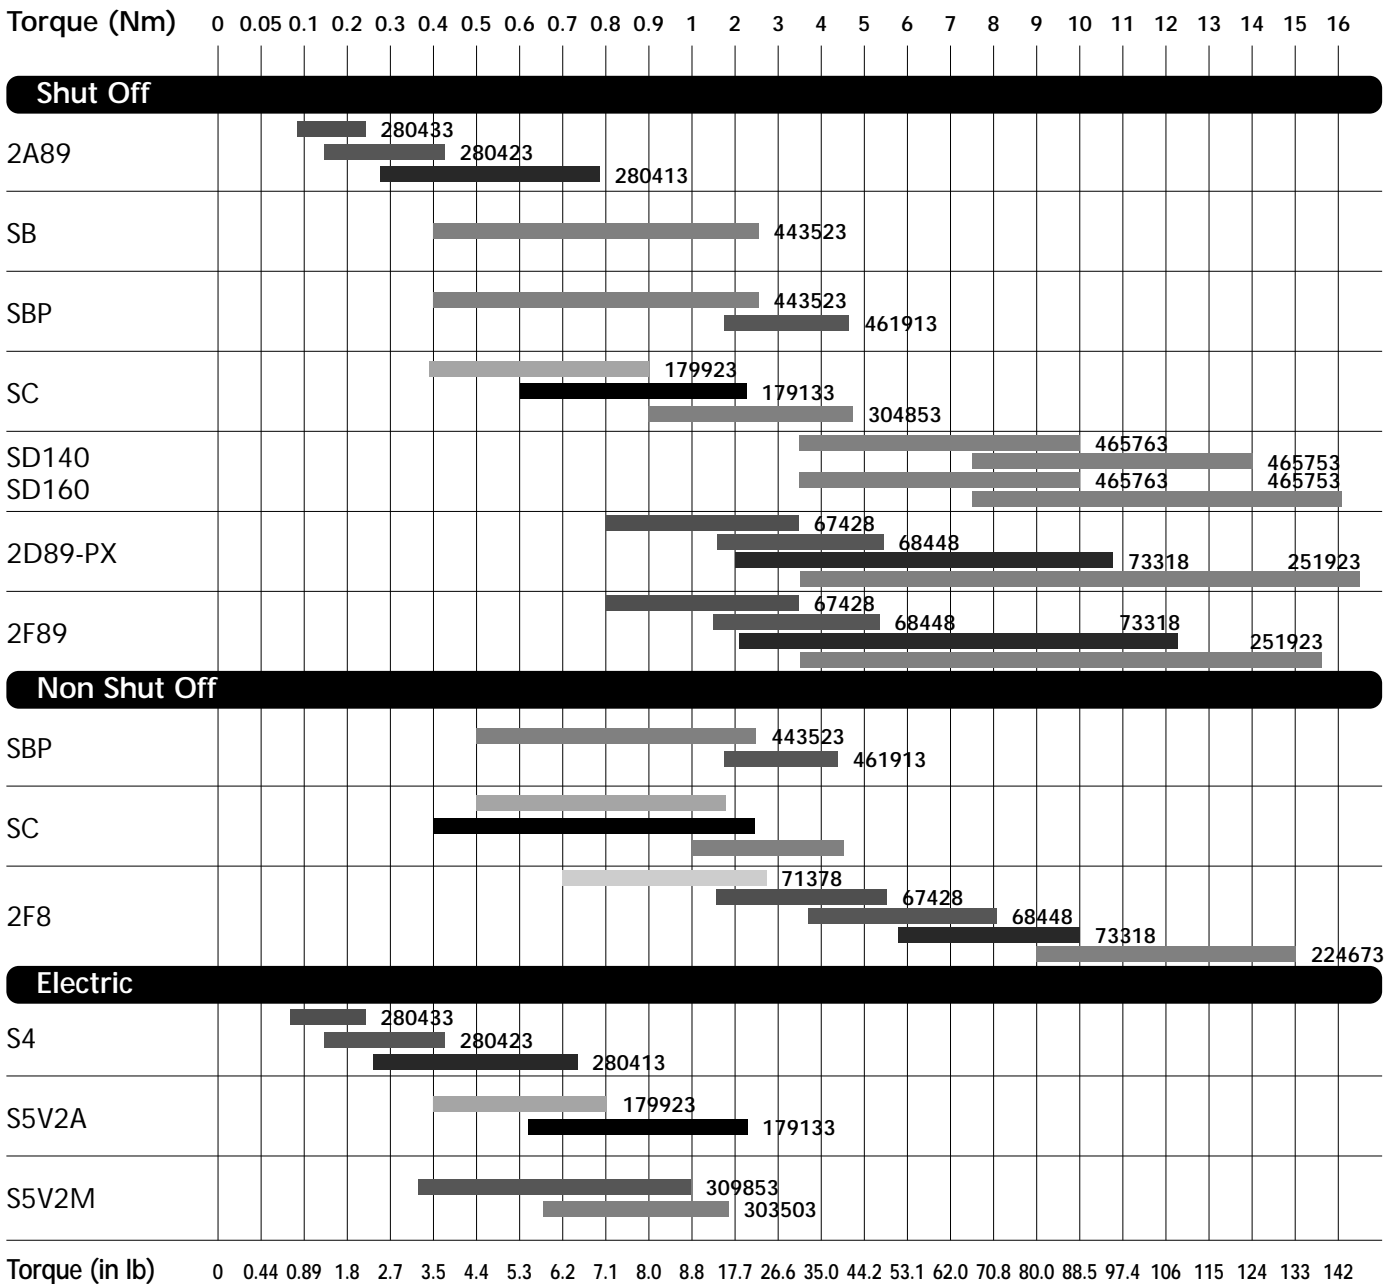 Torque (Nm) 0 0.05 0.1 0.2 0.3 0.4 0.5 0.6 0.7 0.8 0.9 1 2 3 4 5 6 7 8 9 10 11 12 13 14 15 16
Shut Off
280433
2A89 280423
280413
SB 443523
443523
SBP
461913
179923
SC 179133
304853
465763
SD140 465753
SD160 465763 465753
67428
68448
2D89-PX 73318 251923
67428
68448 73318
2F89 251923
Non Shut Off
443523
SBP 461913
SC
71378
67428
2F8 68448
73318
224673
Electric
280433
S4 280423
280413
179923
S5V2A 179133
309853
S5V2M 303503
Torque (in lb) 0 0.44 0.89 1.8 2.7 3.5 4.4 5.3 6.2 7.1 8.0 8.8 17.7 26.6 35.0 44.2 53.1 62.0 70.8 80.0 88.5 97.4 106 115 124 133 142